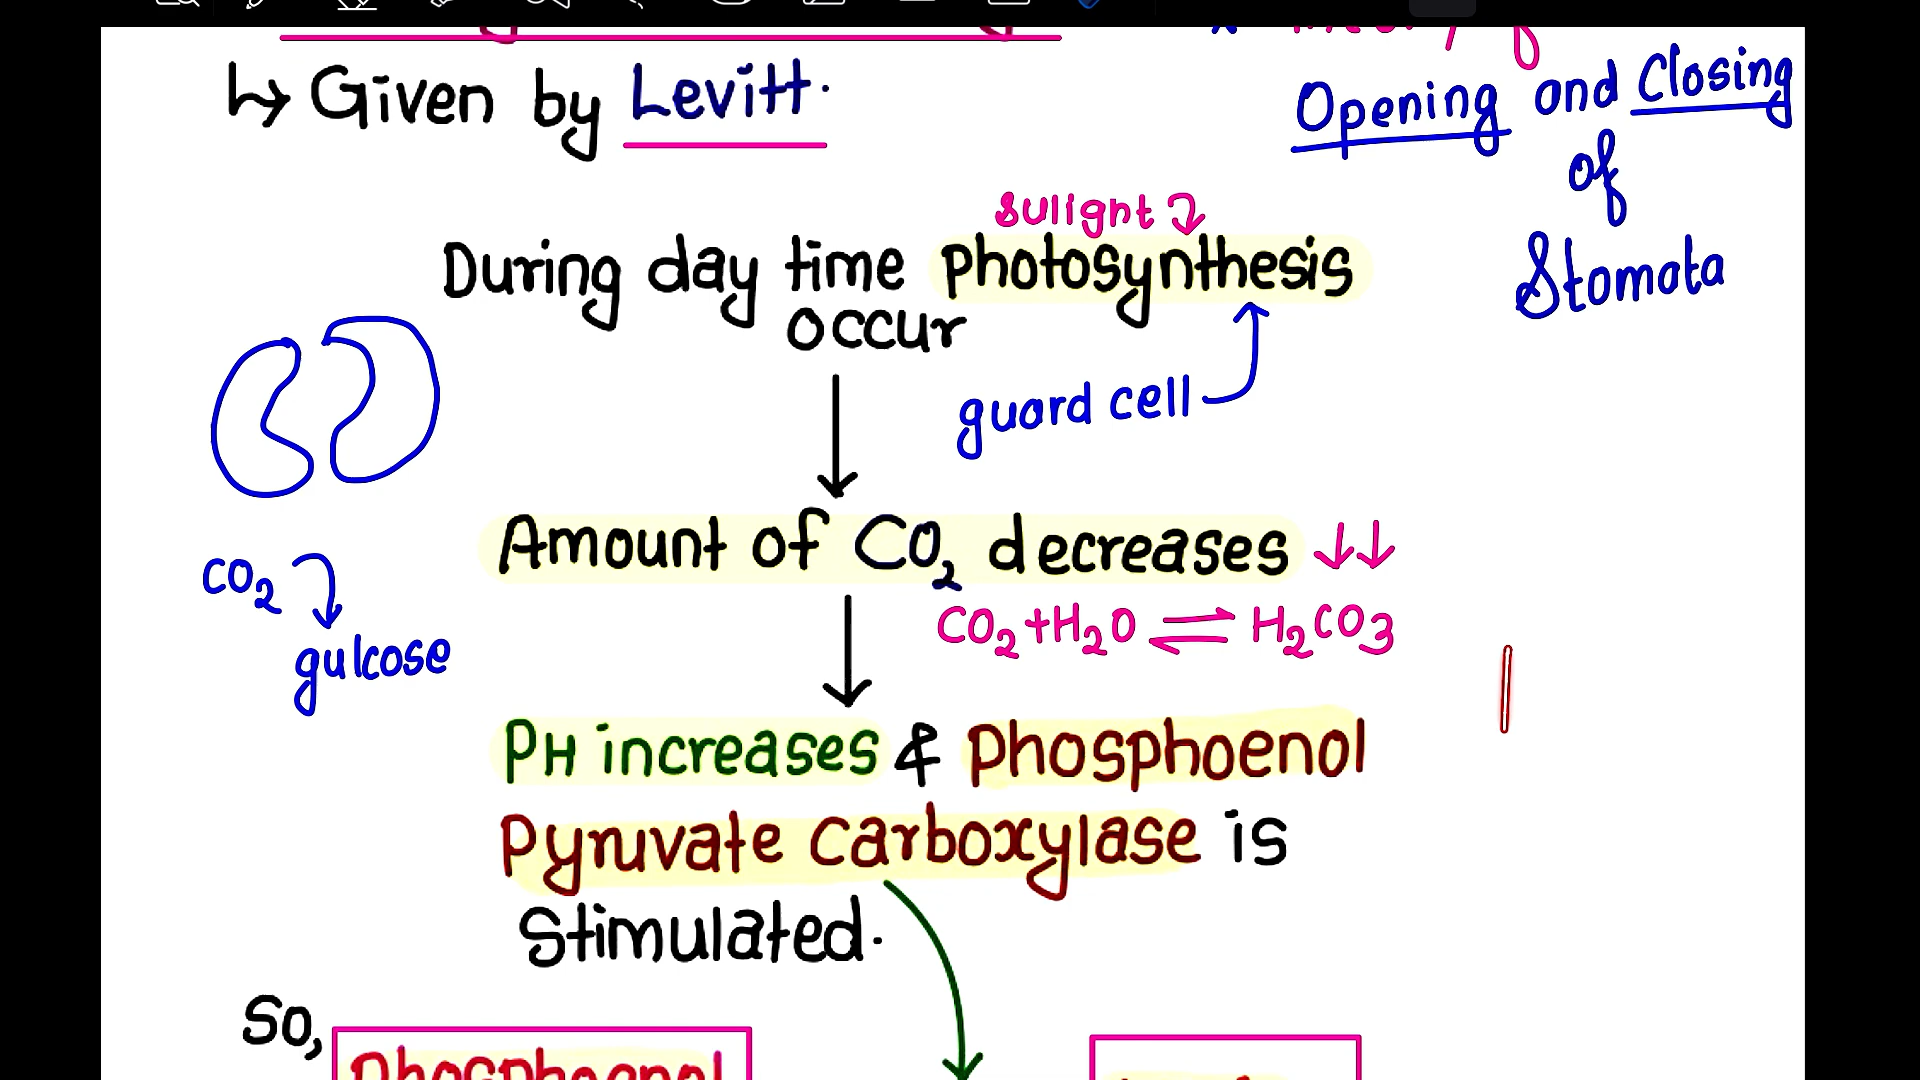 ↳ Given by Levitt.
Opening and Closing
of
Stomata
sulight
During day time photosynthesis
occur
guard cell
Amount of CO₂ decreases ↓↓
CO₂ + H₂O ⇌ H₂CO₃
CO₂
gulcose
PH increases & Phosphoenol
Pyruvate carboxylase is
Stimulated.
So,
Phosphoenol